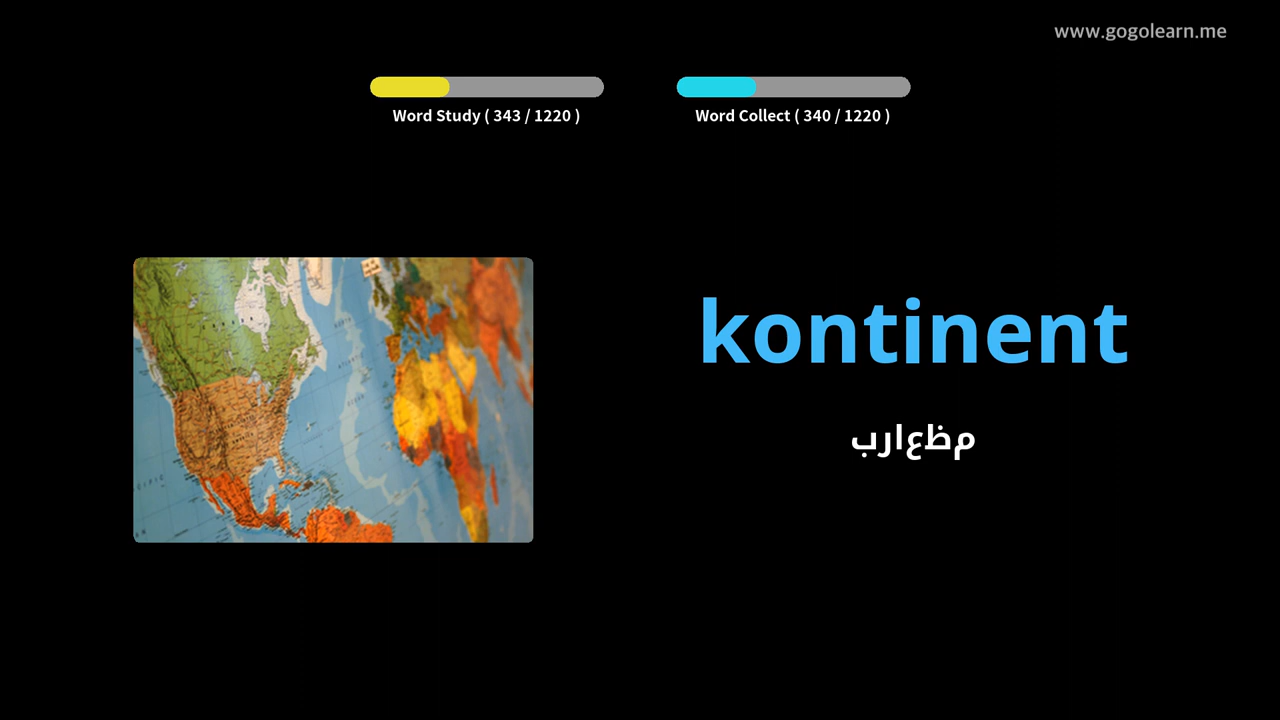 www.gogolearn.me
Word Study ( 343 / 1220 )
Word Collect ( 340 / 1220 )
kontinent
مظعارب